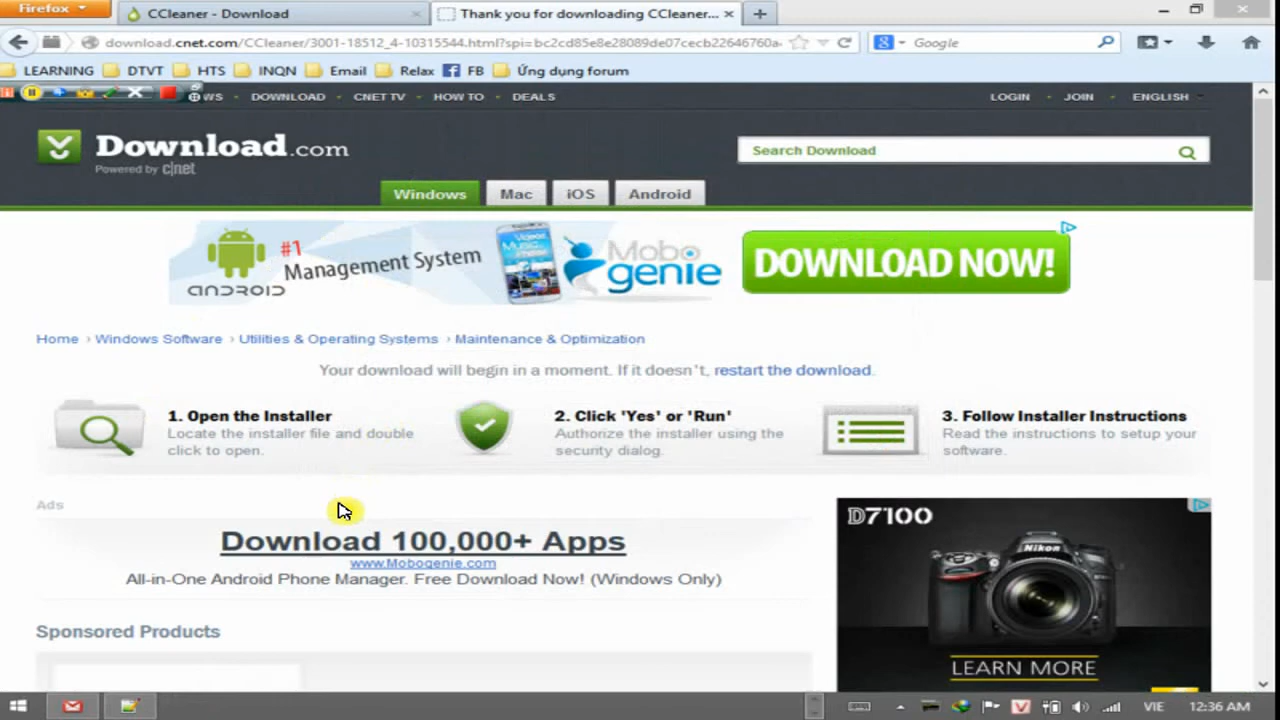 Firefox
CCleaner - Download
Thank you for downloading CCleaner...
download.cnet.com/CCleaner/3001-18512_4-10315544.html?spi=bc2cd85e8e28089de07cecb22646760a
Google
LEARNING
DTVT
HTS
INQN
Email
Relax
FB
Ứng dụng forum
WS
DOWNLOAD
CNET TV
HOW TO
DEALS
LOGIN
JOIN
ENGLISH
Download.com
Powered by c|net
Search Download
Windows
Mac
iOS
Android
ANDROID
#1
Management System
Mobo
genie
DOWNLOAD NOW!
Home › Windows Software › Utilities & Operating Systems › Maintenance & Optimization
Your download will begin in a moment. If it doesn't, restart the download.
1. Open the Installer
Locate the installer file and double
click to open.
2. Click 'Yes' or 'Run'
Authorize the installer using the
security dialog.
3. Follow Installer Instructions
Read the instructions to setup your
software.
Ads
Download 100,000+ Apps
www.Mobogenie.com
All-in-One Android Phone Manager. Free Download Now! (Windows Only)
D7100
Nikon
LEARN MORE
Sponsored Products
VIE
12:36 AM